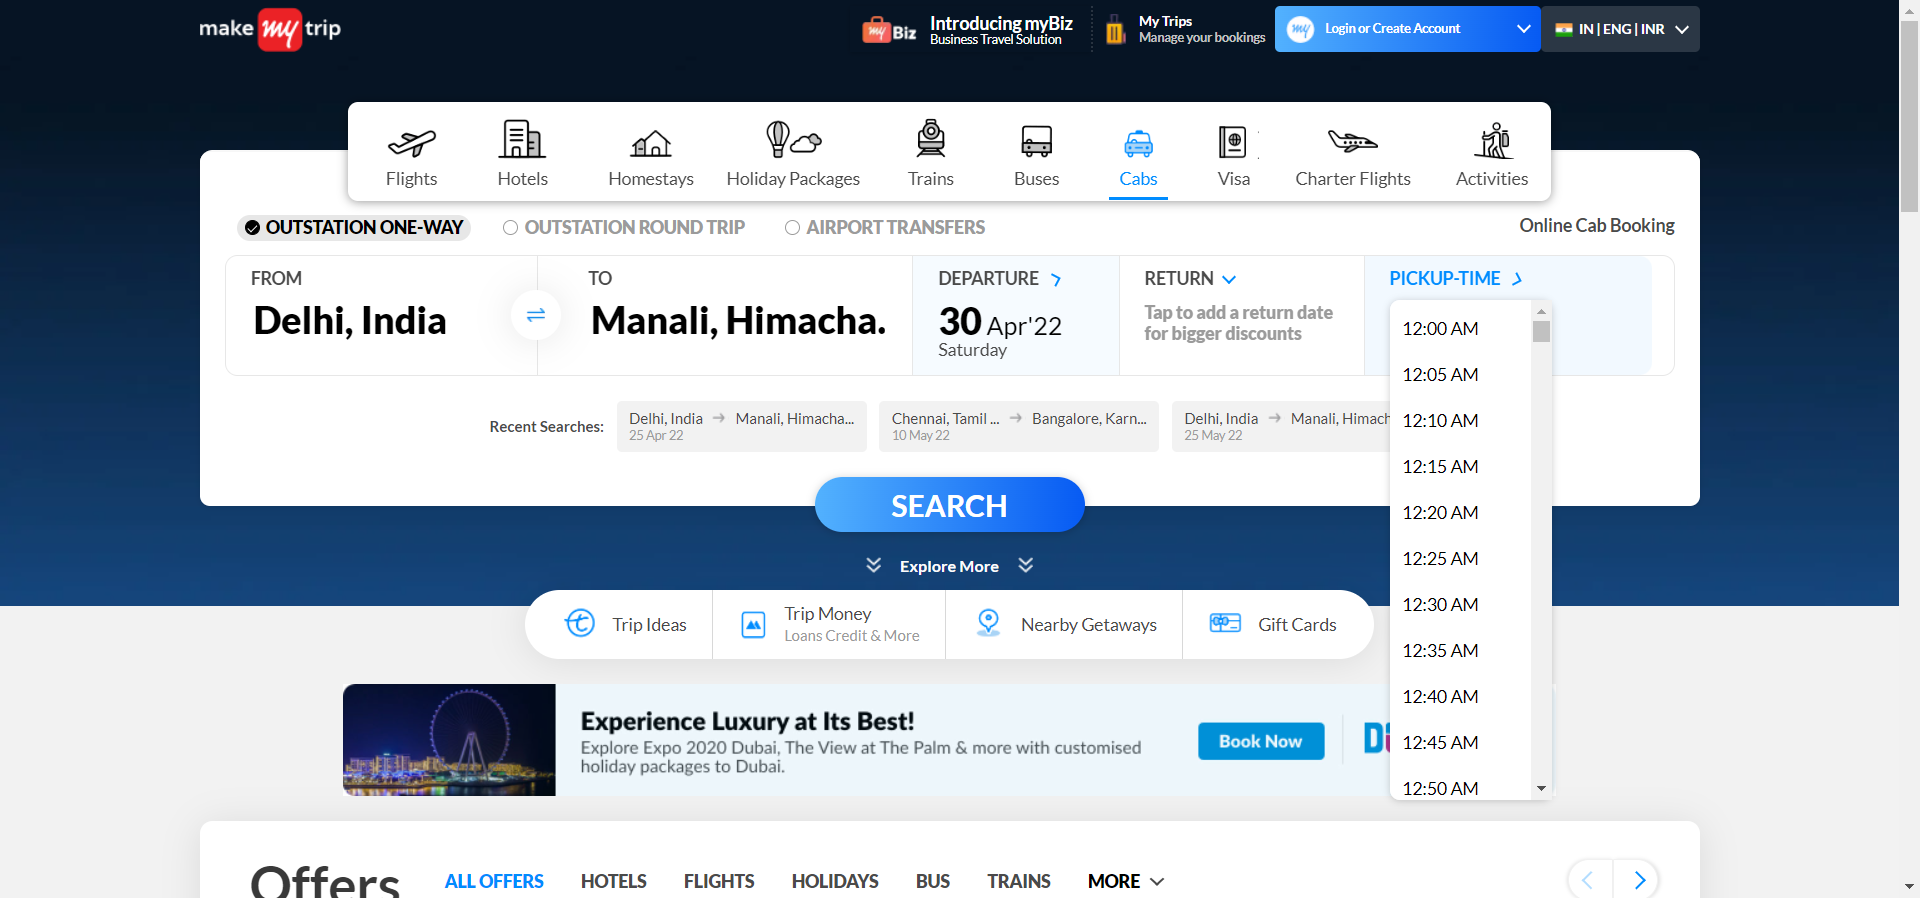 make my trip
my Biz
Introducing myBiz
Business Travel Solution
My Trips
Manage your bookings
my
Login or Create Account
IN | ENG | INR
Flights
Hotels
Homestays
Holiday Packages
Trains
Buses
Cabs
Visa
Charter Flights
Activities
OUTSTATION ONE-WAY
OUTSTATION ROUND TRIP
AIRPORT TRANSFERS
Online Cab Booking
FROM
Delhi, India
TO
Manali, Himacha.
DEPARTURE
30 Apr'22
Saturday
RETURN
Tap to add a return date
for bigger discounts
PICKUP-TIME
12:00 AM
12:05 AM
12:10 AM
12:15 AM
12:20 AM
12:25 AM
12:30 AM
12:35 AM
12:40 AM
12:45 AM
12:50 AM
Recent Searches:
Delhi, India → Manali, Himacha...
25 Apr 22
Chennai, Tamil ... → Bangalore, Karn...
10 May 22
Delhi, India → Manali, Himach
25 May 22
SEARCH
Explore More
Trip Ideas
Trip Money
Loans Credit & More
Nearby Getaways
Gift Cards
Experience Luxury at Its Best!
Explore Expo 2020 Dubai, The View at The Palm & more with customised
holiday packages to Dubai.
Book Now
Offers
ALL OFFERS
HOTELS
FLIGHTS
HOLIDAYS
BUS
TRAINS
MORE